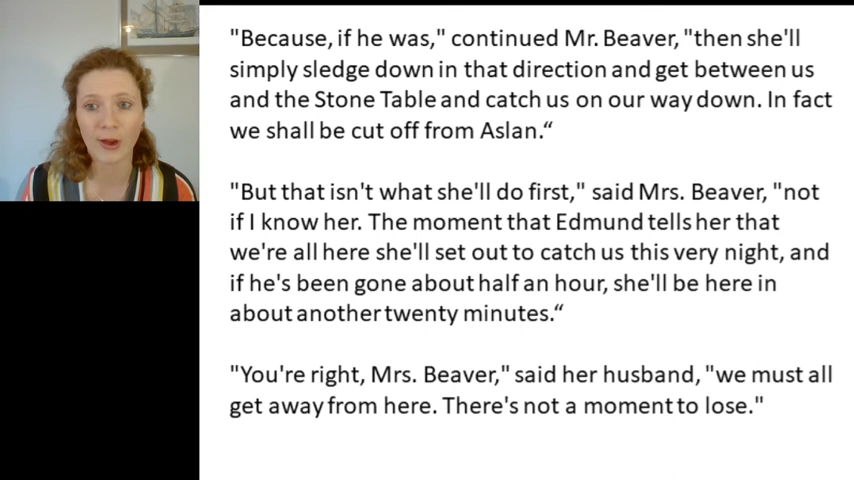 "Because, if he was," continued Mr. Beaver, "then she'll
simply sledge down in that direction and get between us
and the Stone Table and catch us on our way down. In fact
we shall be cut off from Aslan.“
"But that isn't what she'll do first," said Mrs. Beaver, "not
if I know her. The moment that Edmund tells her that
we're all here she'll set out to catch us this very night, and
if he's been gone about half an hour, she'll be here in
about another twenty minutes.“
"You're right, Mrs. Beaver," said her husband, "we must all
get away from here. There's not a moment to lose."